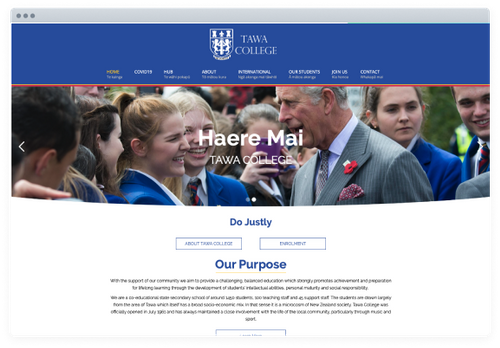 TAWA
COLLEGE
HOME COVID19 HUB ABOUT INTERNATIONAL OUR STUDENTS JOIN US CONTACT
Haere Mai
TAWA COLLEGE
Do Justly
ABOUT TAWA COLLEGE ENROLMENT
Our Purpose
With the support of our community we aim to provide a challenging, balanced education which strongly promotes achievement and preparation
for lifelong learning through the development of students' intellectual abilities, personal maturity and social responsibility.
We are a co-educational state secondary school of around 1450 students, 100 teaching staff and 45 support staff. The students are drawn largely
from the area of Tawa which itself has a broad socio-economic mix. In that sense it is a microcosm of New Zealand society. Tawa College was
officially opened in July 1961 and has always maintained a close involvement with the life of the local community, particularly through music and
sport.